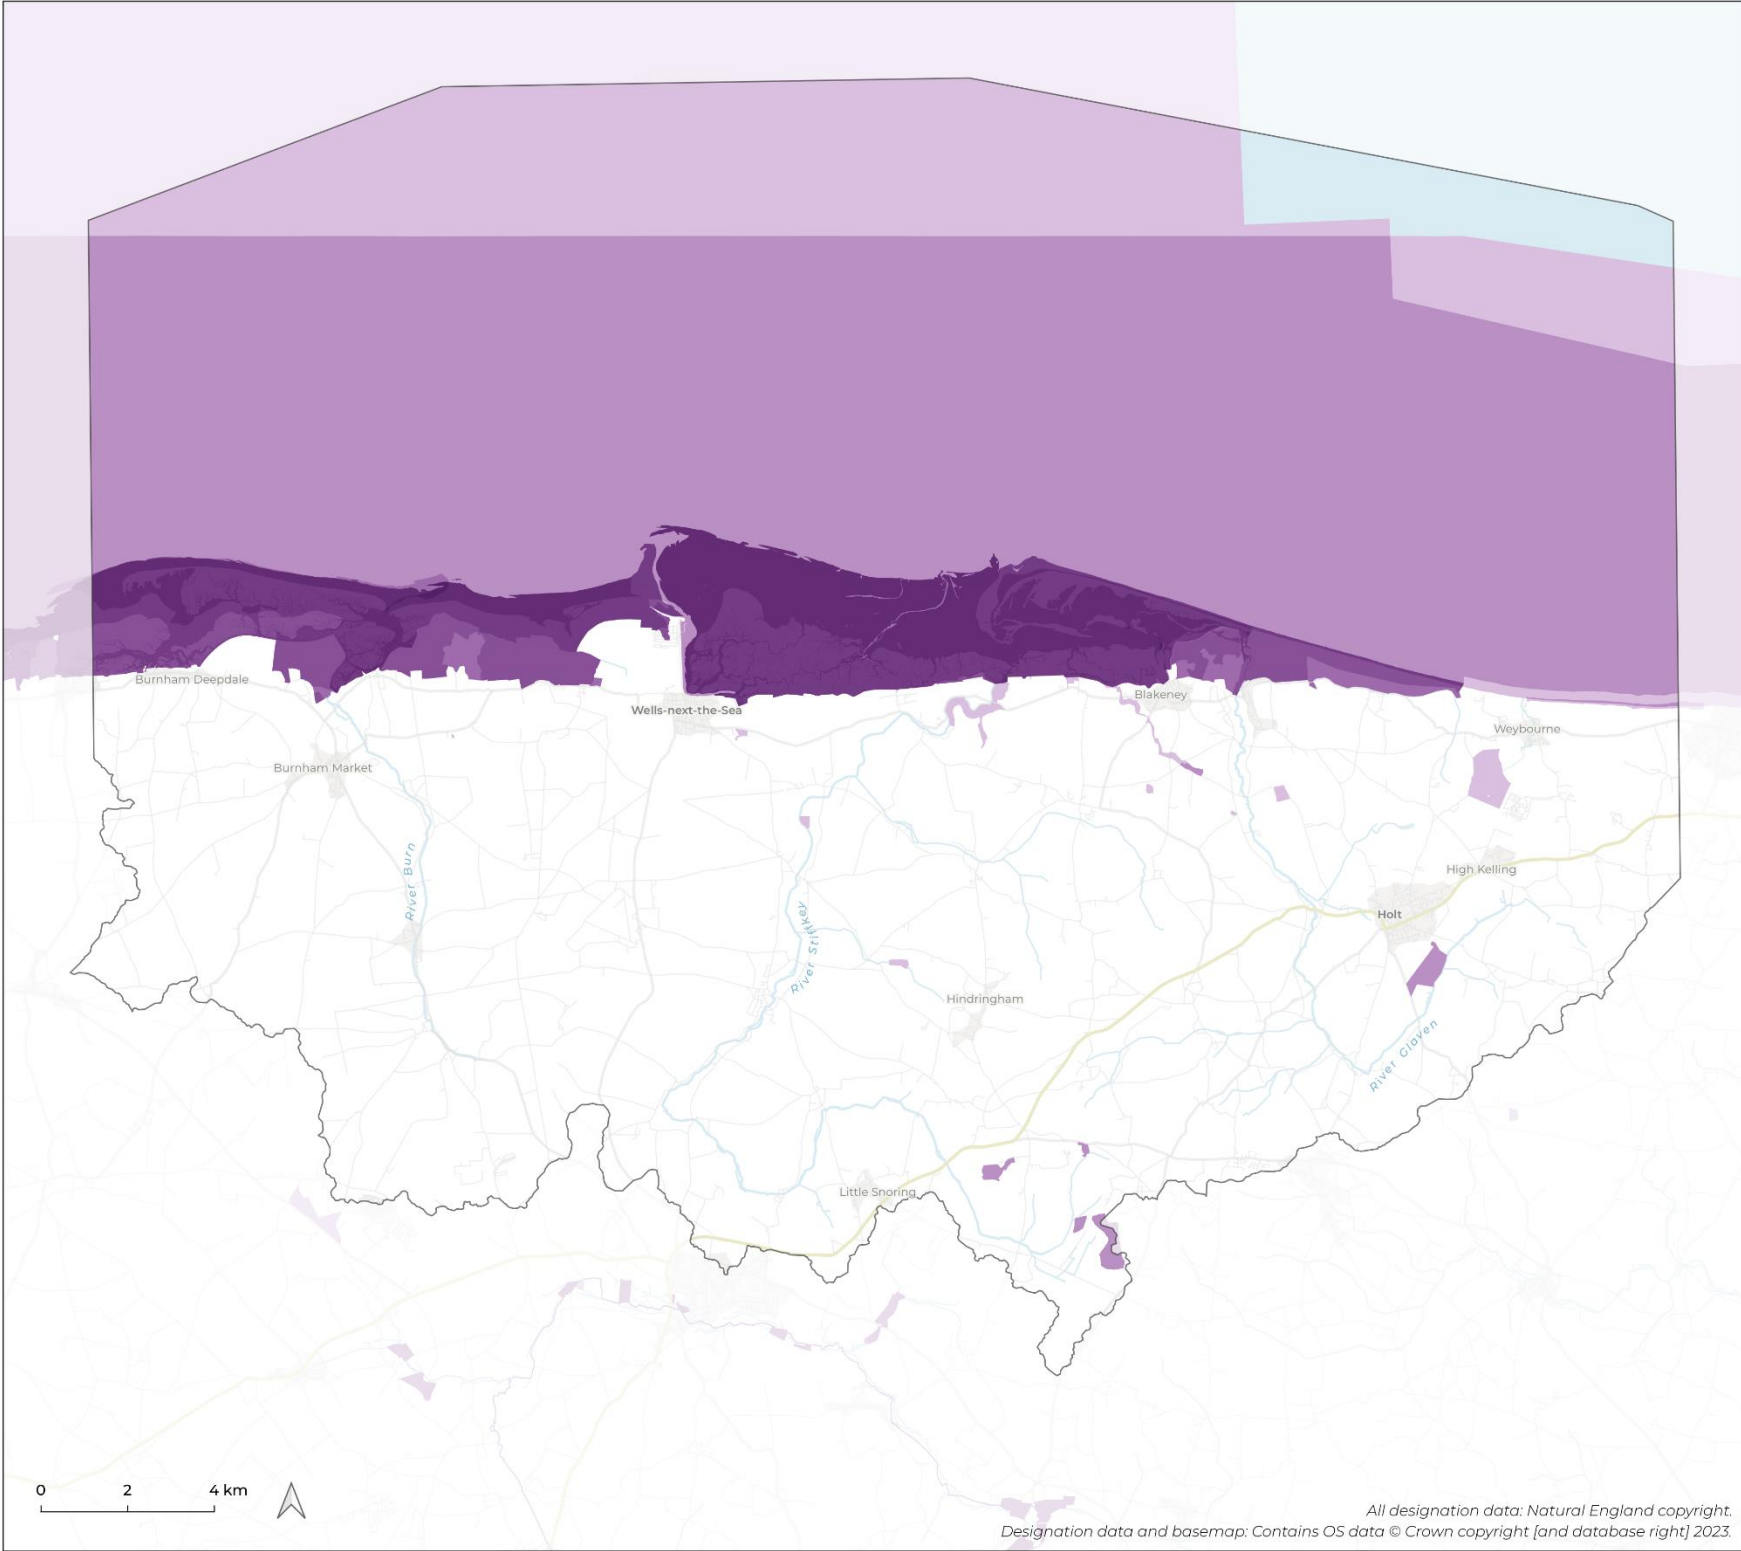 Burnham Deepdale
Wells-next-the-Sea
Blakeney
Weybourne
Burnham Market
River Burn
High Kelling
Holt
River Stiffkey
Hindringham
River Glaven
Little Snoring
0 2 4 km
All designation data: Natural England copyright.
Designation data and basemap: Contains OS data © Crown copyright [and database right] 2023.